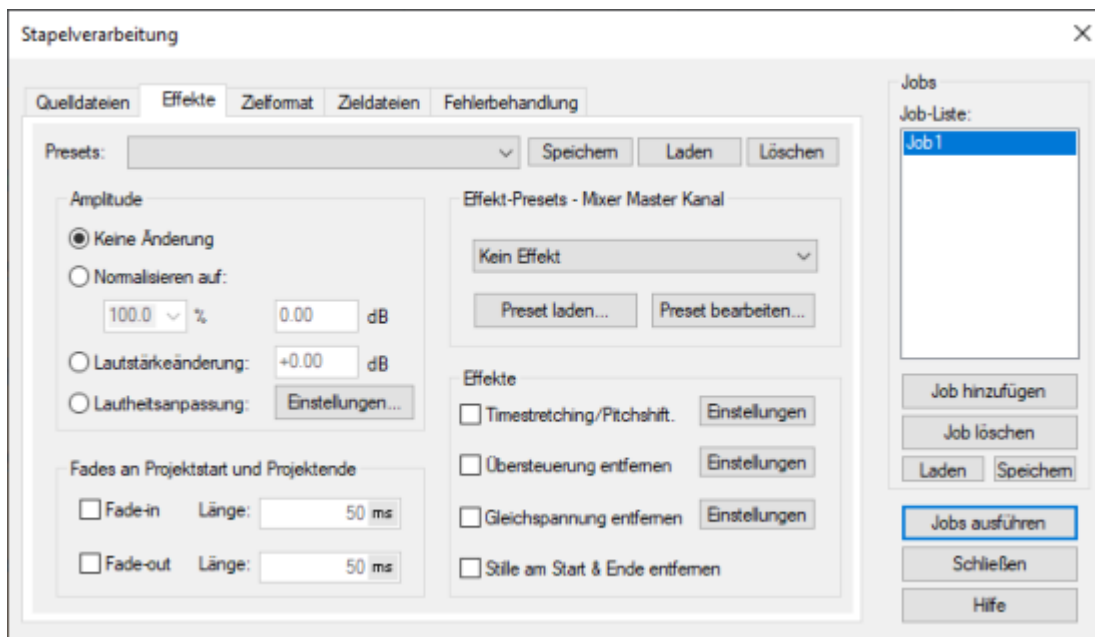 Stapelverarbeitung
Quelldateien Effekte Zielformat Zieldateien Fehlerbehandlung
Presets: Speichern Laden Löschen
Amplitude
Keine Änderung
Normalisieren auf:
100.0 % 0.00 dB
Lautstärkeänderung: +0.00 dB
Lautheitsanpassung: Einstellungen...
Fades an Projektstart und Projektende
Fade-in Länge: 50 ms
Fade-out Länge: 50 ms
Effekt-Presets - Mixer Master Kanal
Kein Effekt
Preset laden... Preset bearbeiten...
Effekte
Timestretching/Pitchshift. Einstellungen
Übersteuerung entfernen Einstellungen
Gleichspannung entfernen Einstellungen
Stille am Start & Ende entfernen
Jobs
Job-Liste:
Job1
Job hinzufügen
Job löschen
Laden Speichern
Jobs ausführen
Schließen
Hilfe